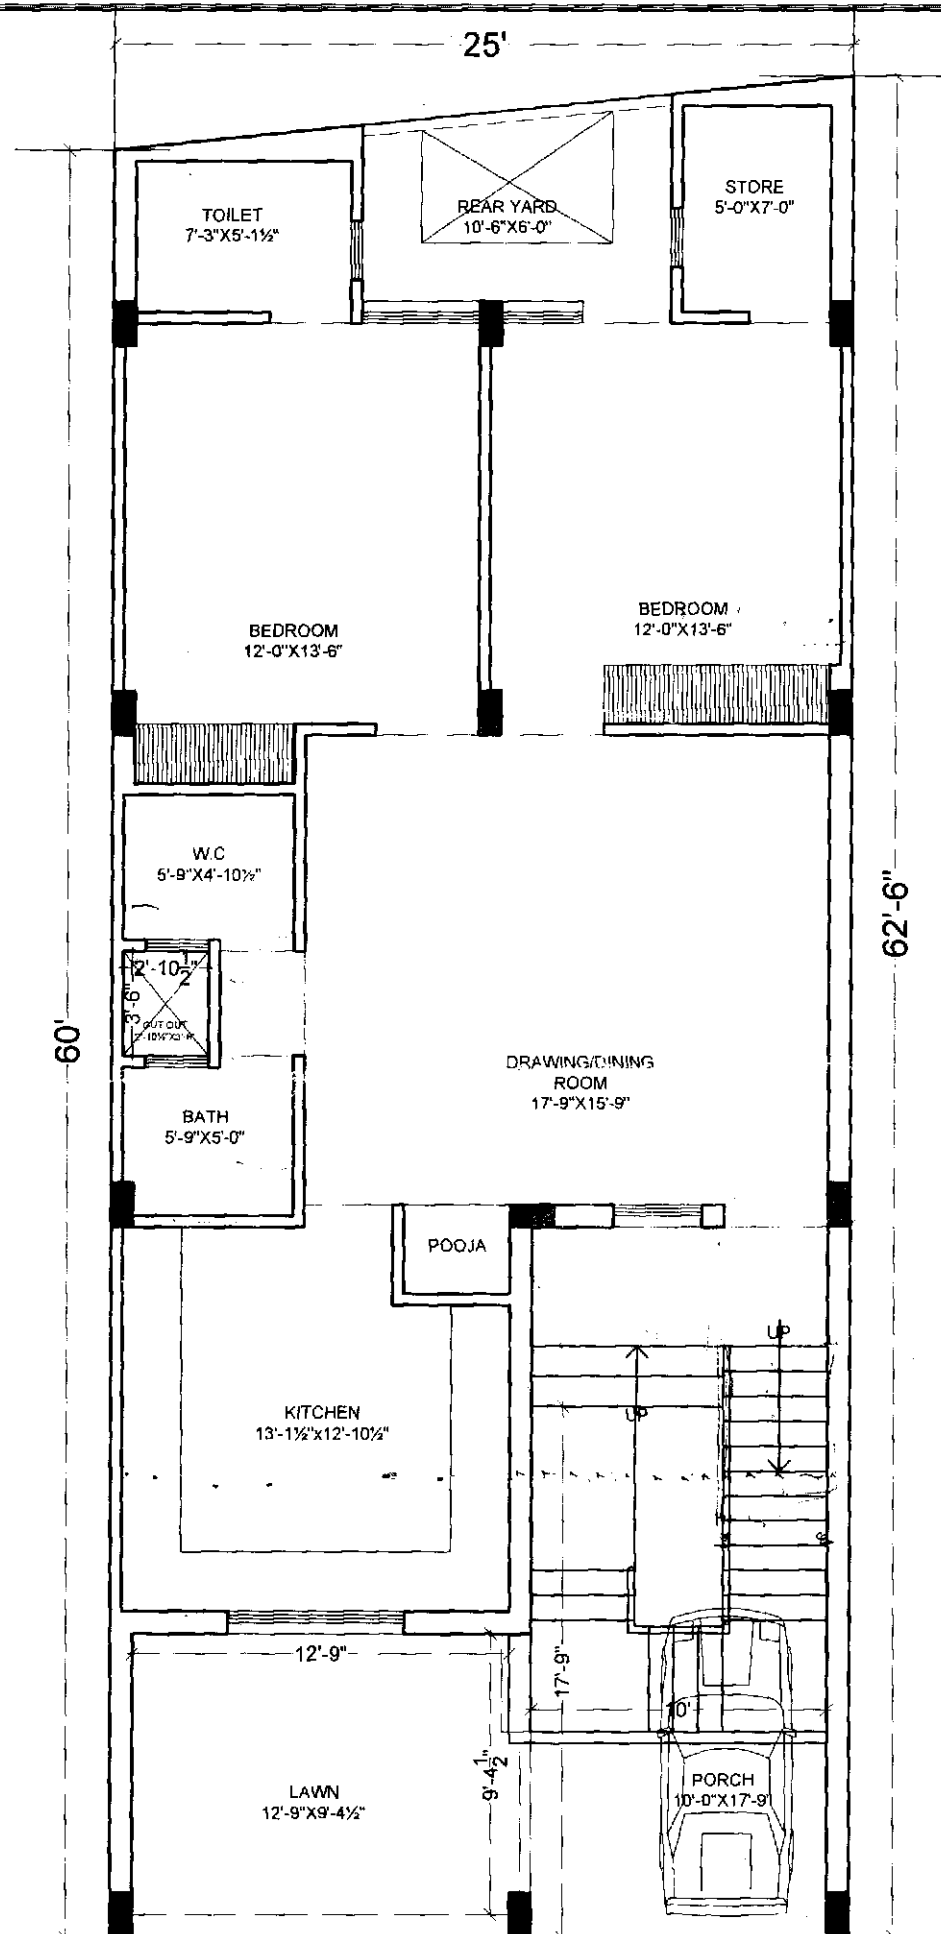 25'
TOILET
7'-3"X5'-1½"
REAR YARD
10'-6"X6'-0"
STORE
5'-0"X7'-0"
BEDROOM
12'-0"X13'-6"
BEDROOM
12'-0"X13'-6"
W.C
5'-9"X4'-10½"
2'-10½"
3'-6"
CUT OUT
60'
62'-6"
DRAWING/DINING
ROOM
17'-9"X15'-9"
BATH
5'-9"X5'-0"
POOJA
UP
UP
KITCHEN
13'-1½"x12'-10½"
12'-9"
17'-9"
10'
9'-4½"
LAWN
12'-9"X9'-4½"
PORCH
10'-0"X17'-9"